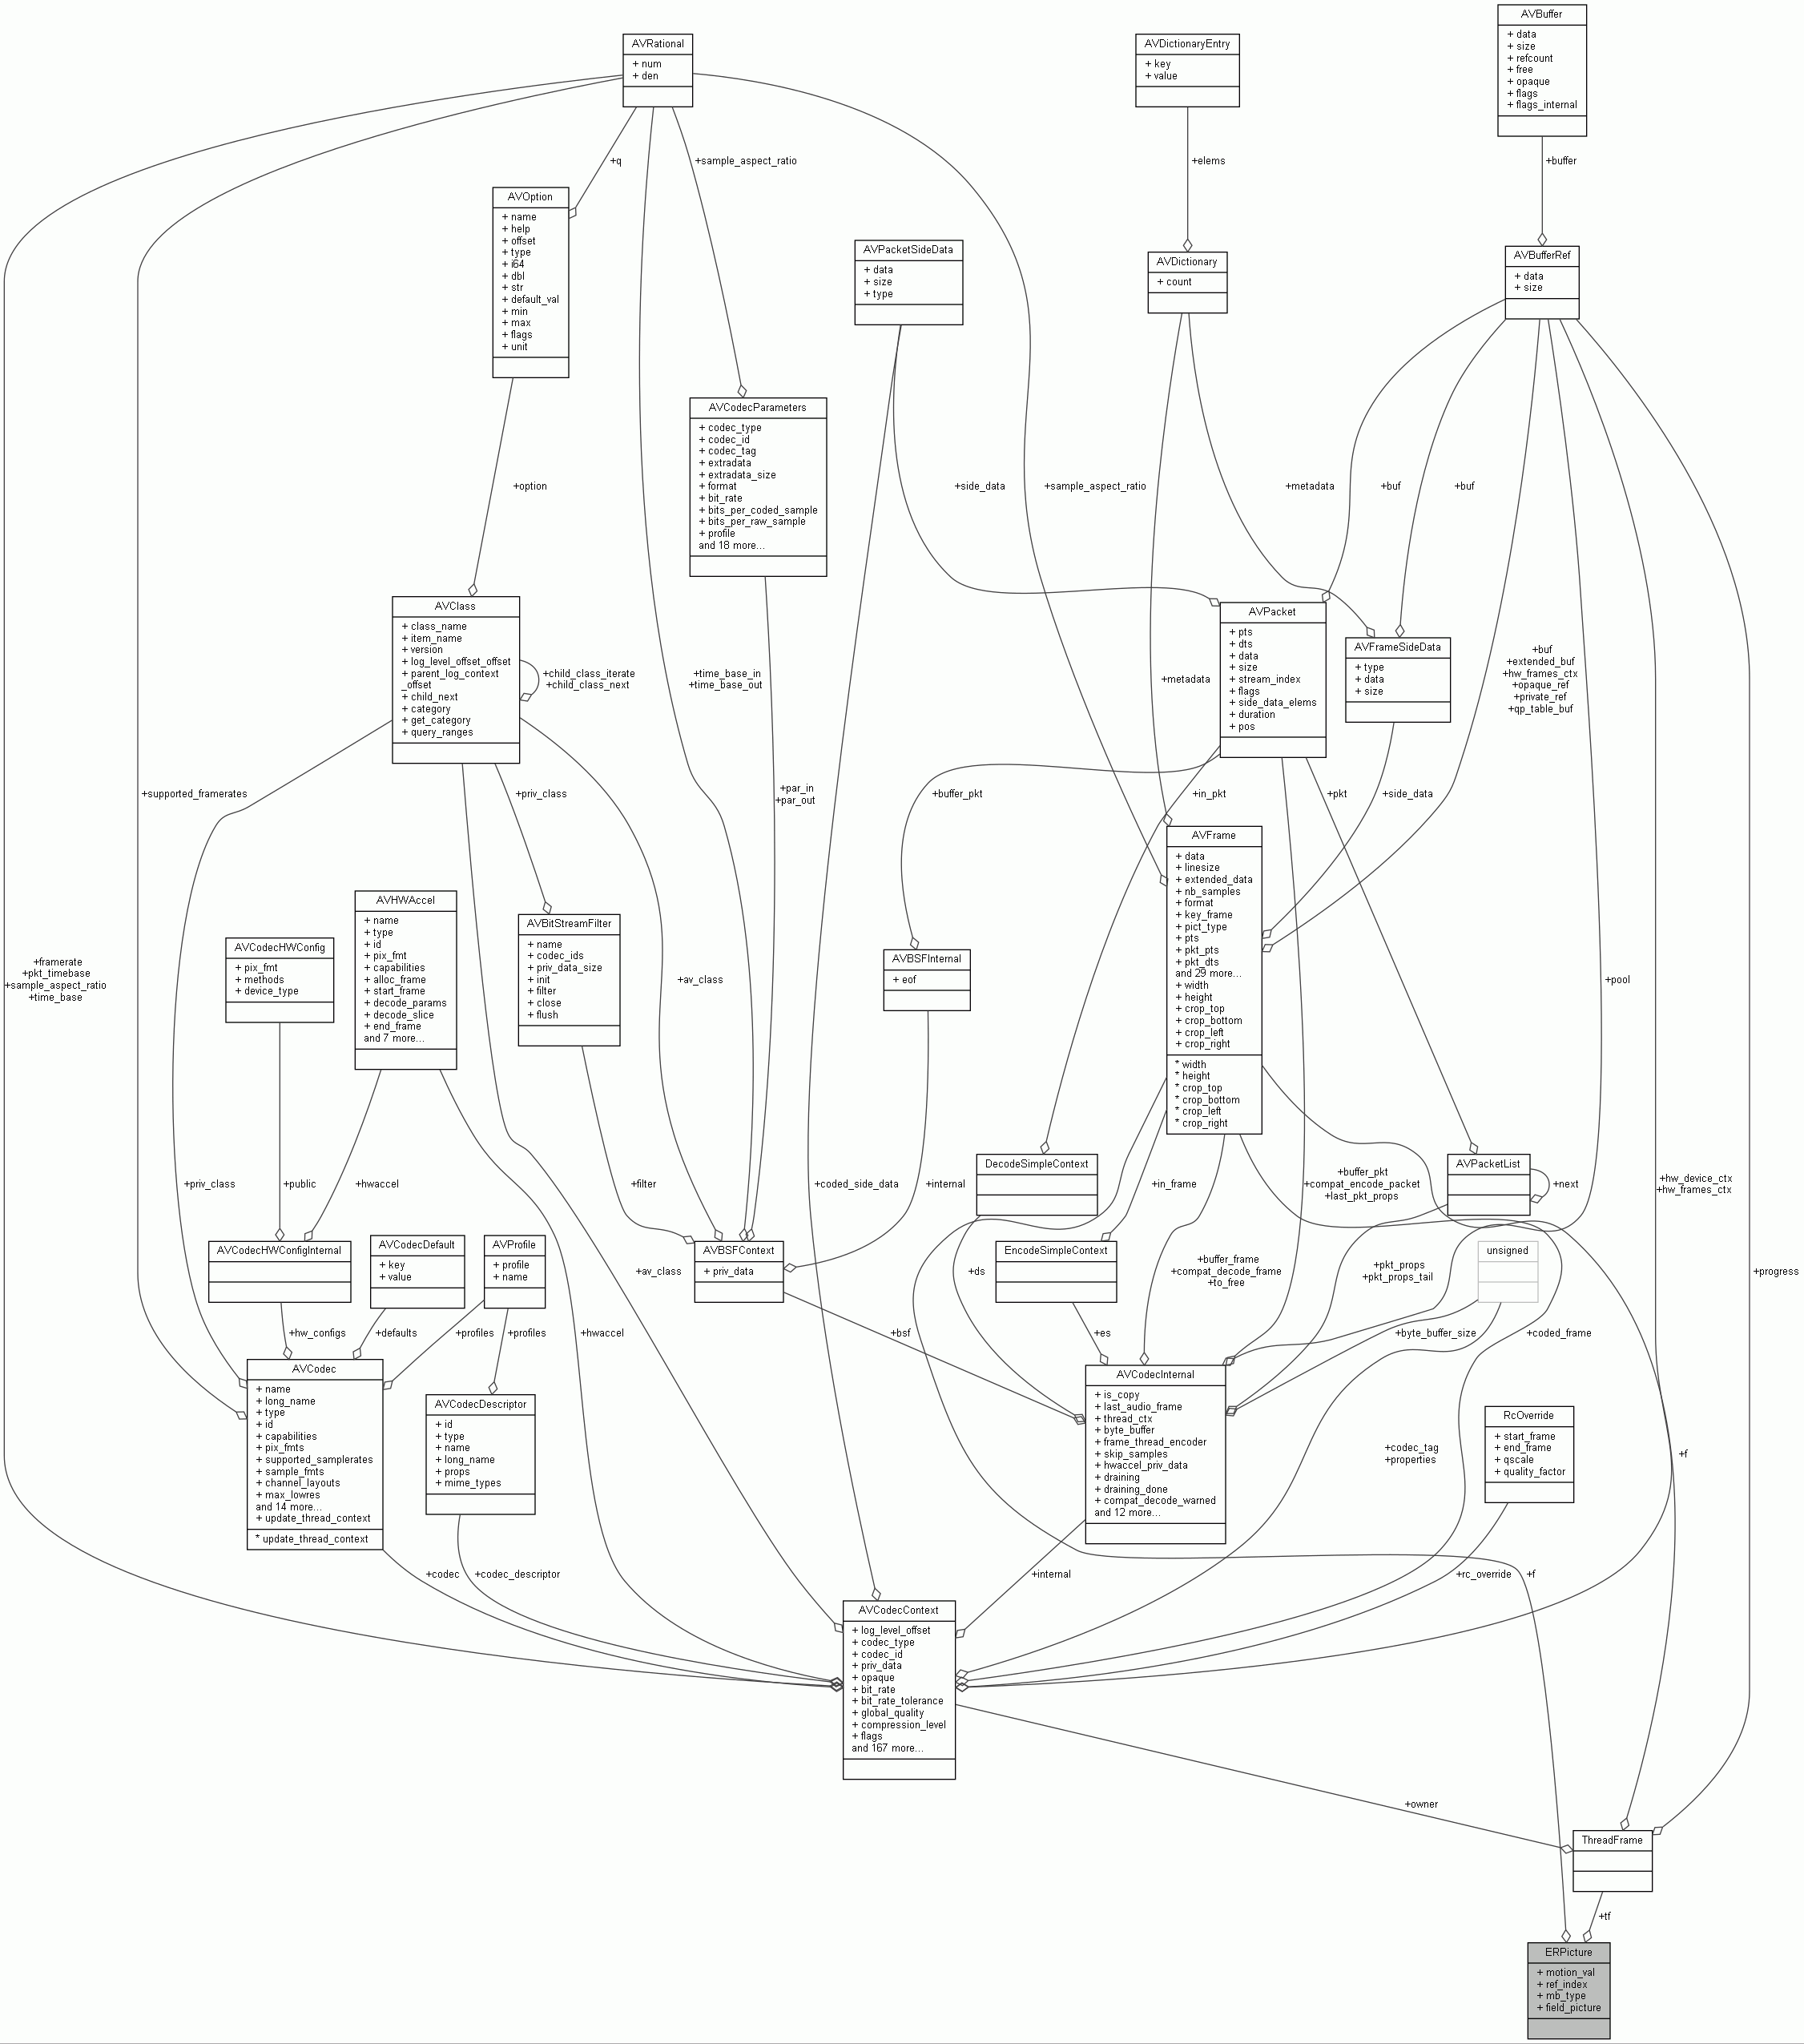 AVBuffer
+ data
+ size
+ refcount
+ free
+ opaque
+ flags
+ flags_internal
AVRational
+ num
+ den
AVDictionaryEntry
+ key
+ value
+q
+sample_aspect_ratio
+elems
+buffer
AVOption
+ name
+ help
+ offset
+ type
+ i64
+ dbl
+ str
+ default_val
+ min
+ max
+ flags
+ unit
AVPacketSideData
+ data
+ size
+ type
AVDictionary
+ count
AVBufferRef
+ data
+ size
AVCodecParameters
+ codec_type
+ codec_id
+ codec_tag
+ extradata
+ extradata_size
+ format
+ bit_rate
+ bits_per_coded_sample
+ bits_per_raw_sample
+ profile
and 18 more...
+option
+side_data
+sample_aspect_ratio
+metadata
+buf
+buf
AVClass
+ class_name
+ item_name
+ version
+ log_level_offset_offset
+ parent_log_context
_offset
+ child_next
+ category
+ get_category
+ query_ranges
+child_class_iterate
+child_class_next
+time_base_in
+time_base_out
+metadata
AVPacket
+ pts
+ dts
+ data
+ size
+ stream_index
+ flags
+ side_data_elems
+ duration
+ pos
AVFrameSideData
+ type
+ data
+ size
+buf
+extended_buf
+hw_frames_ctx
+opaque_ref
+private_ref
+qp_table_buf
+supported_framerates
+priv_class
+par_in
+par_out
+buffer_pkt
+in_pkt
+pkt
+side_data
AVFrame
+ data
+ linesize
+ extended_data
+ nb_samples
+ format
+ key_frame
+ pict_type
+ pts
+ pkt_pts
+ pkt_dts
and 29 more...
+ width
+ height
+ crop_top
+ crop_bottom
+ crop_left
+ crop_right
* width
* height
* crop_top
* crop_bottom
* crop_left
* crop_right
AVHWAccel
+ name
+ type
+ id
+ pix_fmt
+ capabilities
+ alloc_frame
+ start_frame
+ decode_params
+ decode_slice
+ end_frame
and 7 more...
AVBitStreamFilter
+ name
+ codec_ids
+ priv_data_size
+ init
+ filter
+ close
+ flush
AVCodecHWConfig
+ pix_fmt
+ methods
+ device_type
AVBSFInternal
+ eof
+framerate
+pkt_timebase
+sample_aspect_ratio
+time_base
+av_class
+pool
DecodeSimpleContext
AVPacketList
+next
+priv_class
+public
+hwaccel
+filter
+coded_side_data
+internal
+in_frame
+buffer_pkt
+compat_encode_packet
+last_pkt_props
+hw_device_ctx
+hw_frames_ctx
AVCodecHWConfigInternal
AVCodecDefault
+ key
+ value
AVProfile
+ profile
+ name
+av_class
AVBSFContext
+ priv_data
+ds
EncodeSimpleContext
+buffer_frame
+compat_decode_frame
+to_free
+pkt_props
+pkt_props_tail
unsigned
+progress
+hw_configs
+defaults
+profiles
+profiles
+hwaccel
+bsf
+es
+byte_buffer_size
+coded_frame
AVCodec
+ name
+ long_name
+ type
+ id
+ capabilities
+ pix_fmts
+ supported_samplerates
+ sample_fmts
+ channel_layouts
+ max_lowres
and 14 more...
+ update_thread_context
* update_thread_context
AVCodecDescriptor
+ id
+ type
+ name
+ long_name
+ props
+ mime_types
AVCodecInternal
+ is_copy
+ last_audio_frame
+ thread_ctx
+ byte_buffer
+ frame_thread_encoder
+ skip_samples
+ hwaccel_priv_data
+ draining
+ draining_done
+ compat_decode_warned
and 12 more...
+codec_tag
+properties
RcOverride
+ start_frame
+ end_frame
+ qscale
+ quality_factor
+f
+codec
+codec_descriptor
+internal
+rc_override
+f
AVCodecContext
+ log_level_offset
+ codec_type
+ codec_id
+ priv_data
+ opaque
+ bit_rate
+ bit_rate_tolerance
+ global_quality
+ compression_level
+ flags
and 167 more...
+owner
ThreadFrame
+tf
ERPicture
+ motion_val
+ ref_index
+ mb_type
+ field_picture